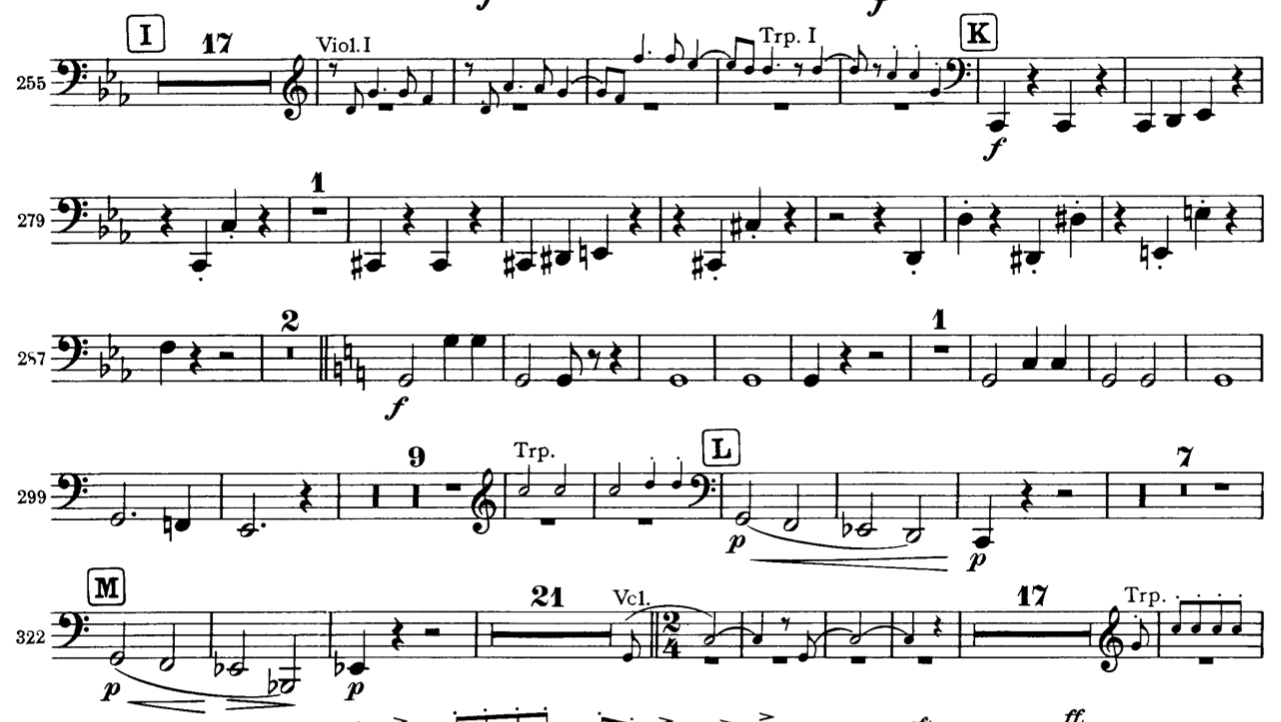 f f
I 17 Viol. I Trp. I K
255
f
1
279
2 1
287
f
9 Trp. L
299
p p 7
M 21 Vcl. 2 4 17 Trp.
322
p p
ff